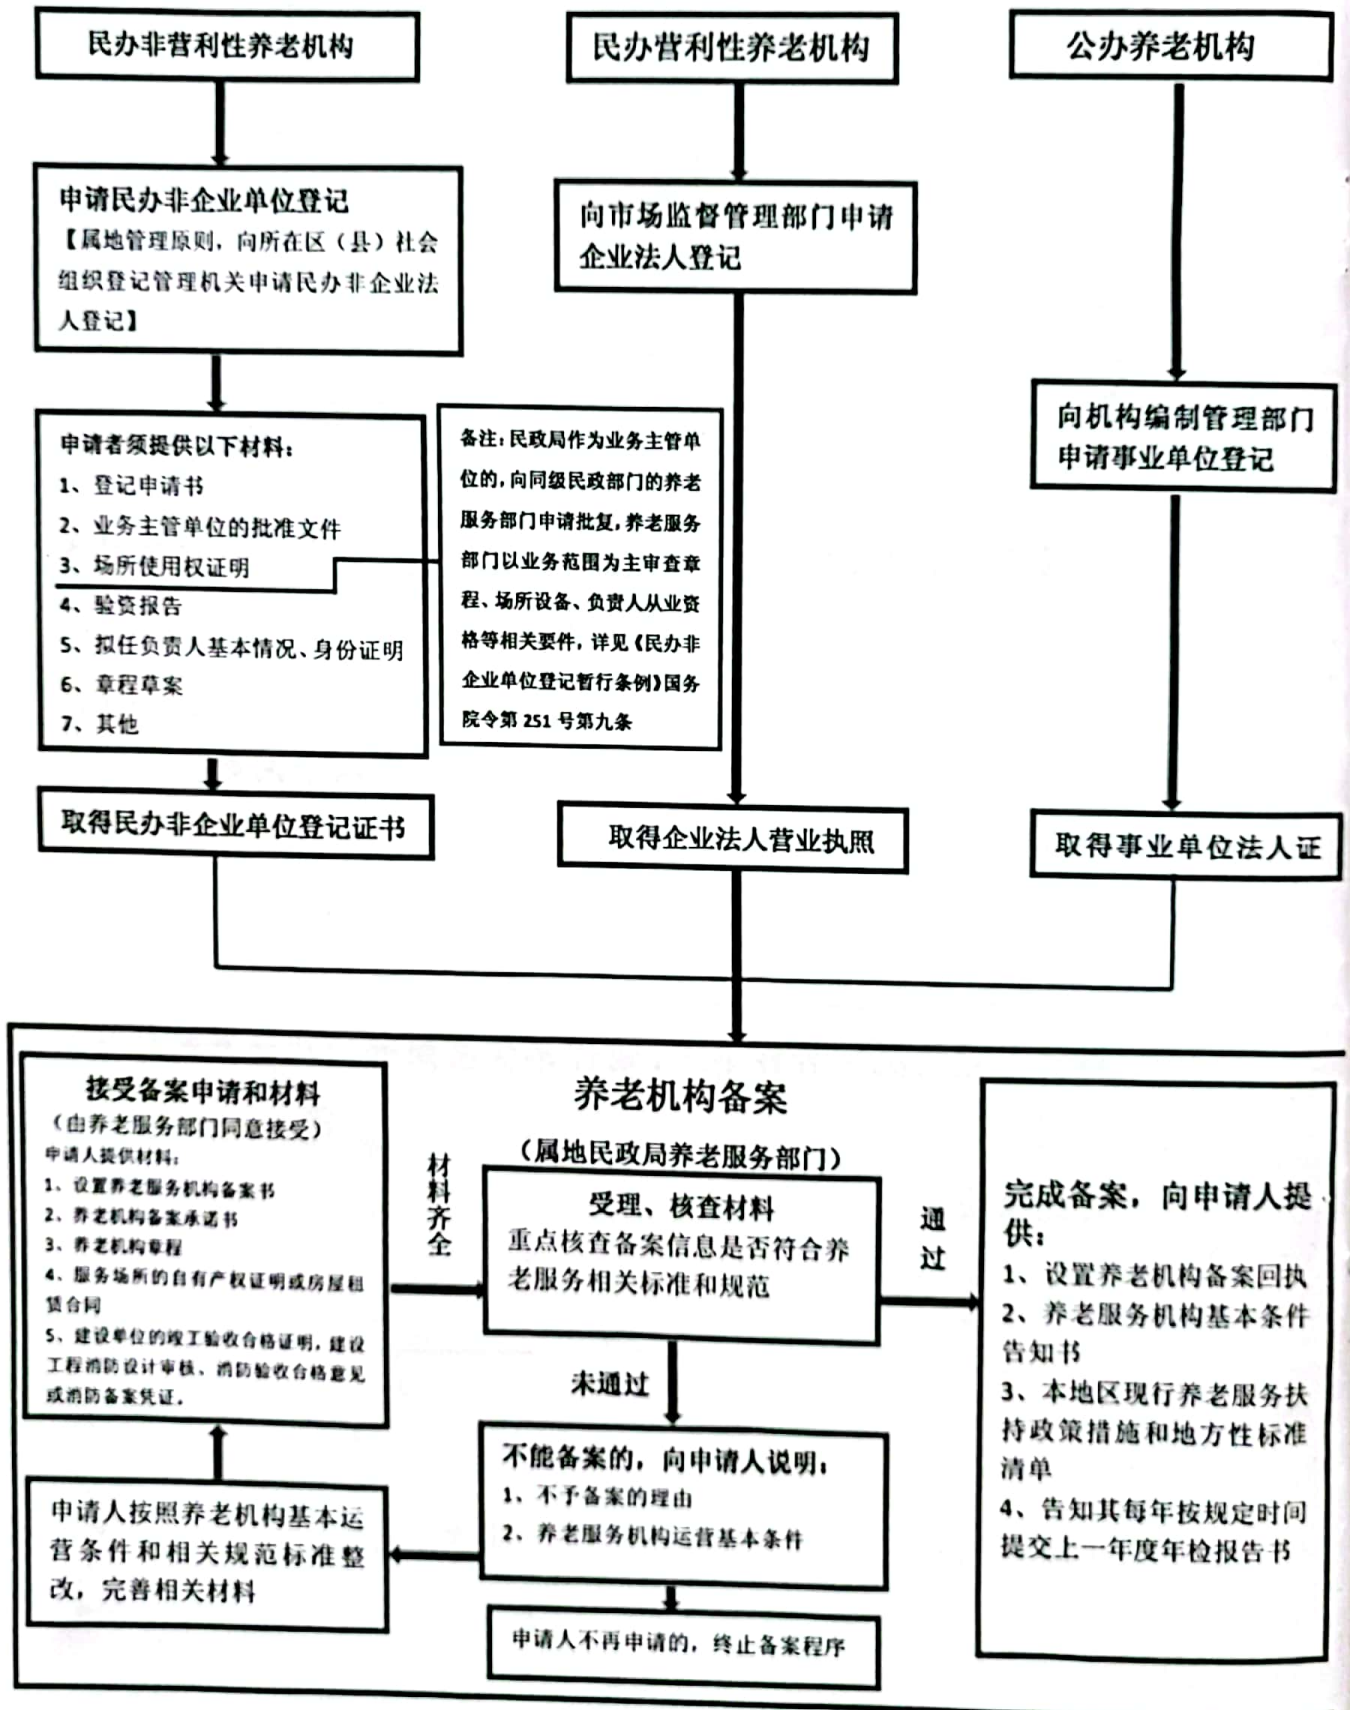 民办非营利性养老机构
民办营利性养老机构
公办养老机构
申请民办非企业单位登记
【属地管理原则，向所在区（县）社会
组织登记管理机关申请民办非企业法
人登记】
向市场监督管理部门申请
企业法人登记
向机构编制管理部门
申请事业单位登记
申请者须提供以下材料：
1、登记申请书
2、业务主管单位的批准文件
3、场所使用权证明
4、验资报告
5、拟任负责人基本情况、身份证明
6、章程草案
7、其他
备注：民政局作为业务主管单
位的，向同级民政部门的养老
服务部门申请批复，养老服务
部门以业务范围为主审查章
程、场所设备、负责人从业资
格等相关要件，详见《民办非
企业单位登记暂行条例》国务
院令第 251 号第九条
取得民办非企业单位登记证书
取得企业法人营业执照
取得事业单位法人证
养老机构备案
（属地民政局养老服务部门）
接受备案申请和材料
（由养老服务部门同意接受）
申请人提供材料：
1、设置养老服务机构备案书
2、养老机构备案承诺书
3、养老机构章程
4、服务场所的自有产权证明或房屋租
赁合同
5、建设单位的竣工验收合格证明，建设
工程消防设计审核、消防验收合格意见
或消防备案凭证。
材料齐全
受理、核查材料
重点核查备案信息是否符合养
老服务相关标准和规范
通过
完成备案，向申请人提
供：
1、设置养老机构备案回执
2、养老服务机构基本条件
告知书
3、本地区现行养老服务扶
持政策措施和地方性标准
清单
4、告知其每年按规定时间
提交上一年度年检报告书
未通过
不能备案的，向申请人说明：
1、不予备案的理由
2、养老服务机构运营基本条件
申请人按照养老机构基本运
营条件和相关规范标准整
改，完善相关材料
申请人不再申请的，终止备案程序